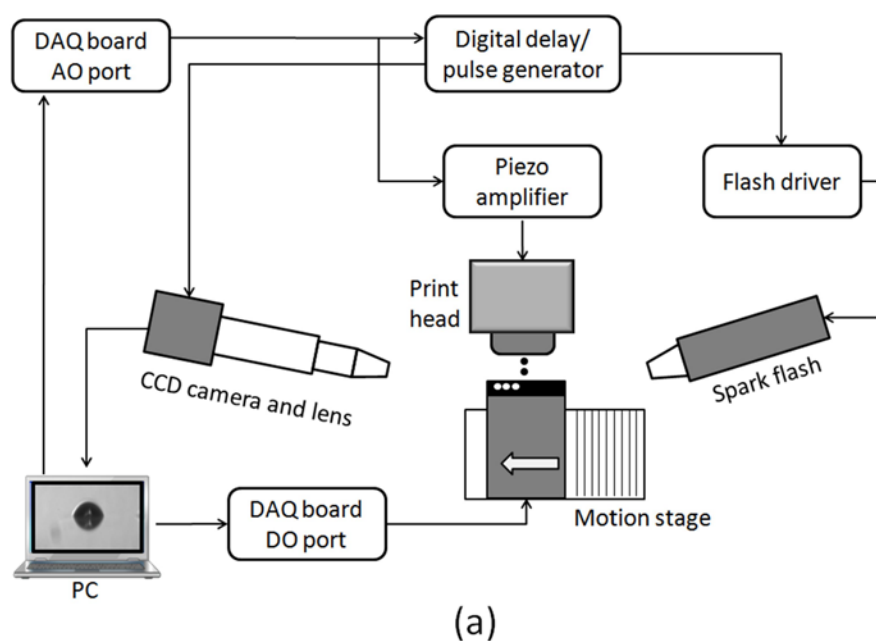 DAQ board
AO port
Digital delay/
pulse generator
Piezo
amplifier
Flash driver
Print
head
CCD camera and lens
Spark flash
DAQ board
DO port
Motion stage
PC
(a)